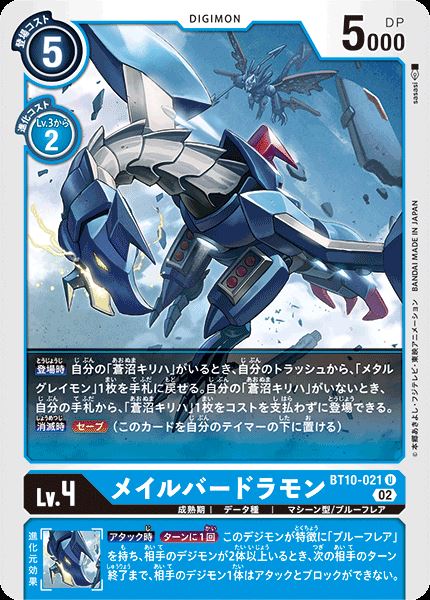 登場コスト
5
DIGIMON
DP
5000
進化コスト
Lv.3から
2
sasasi
©本郷あきよし・フジテレビ・東映アニメーション BANDAI MADE IN JAPAN
登場時 自分の「蒼沼キリハ」がいるとき、自分のトラッシュから、「メタル
グレイモン」1枚を手札に戻せる。自分の「蒼沼キリハ」がいないとき、
自分の手札から、「蒼沼キリハ」1枚をコストを支払わずに登場できる。
消滅時 セーブ (このカードを自分のテイマーの下に置ける)
Lv.4
メイルバードラモン
BT10-021 U
02
成熟期 | データ種 | マシーン型/ブルーフレア
進化元効果
アタック時 ターンに1回 このデジモンが特徴に「ブルーフレア」
を持ち、相手のデジモンが2体以上いるとき、次の相手のターン
終了まで、相手のデジモン1体はアタックとブロックができない。